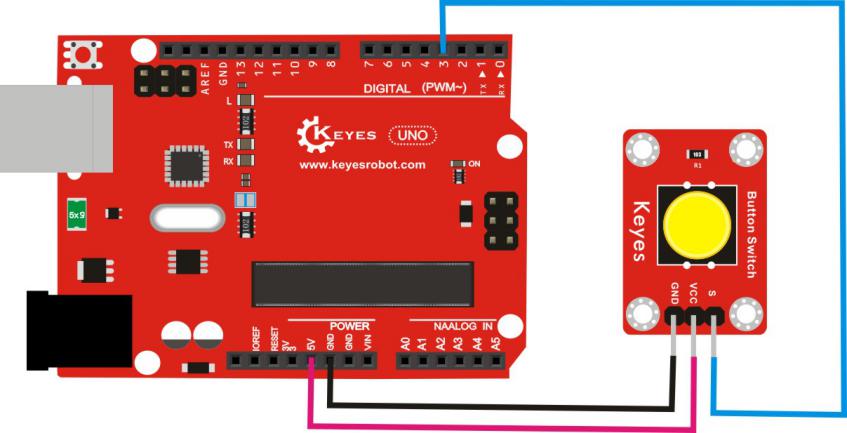 AREF
GND
13
12
11
10
9
8
7
6
5
4
3
2
1
0
TX
RX
DIGITAL (PWM~)
L
TX
RX
102
102
KEYES UNO
www.keyesrobot.com
ON
5x9
POWER
NAALOG IN
IOREF
RESET
3V
3
5V
GND
GND
VIN
A0
A1
A2
A3
A4
A5
103
R1
Keyes
Button Switch
GND
VCC
S